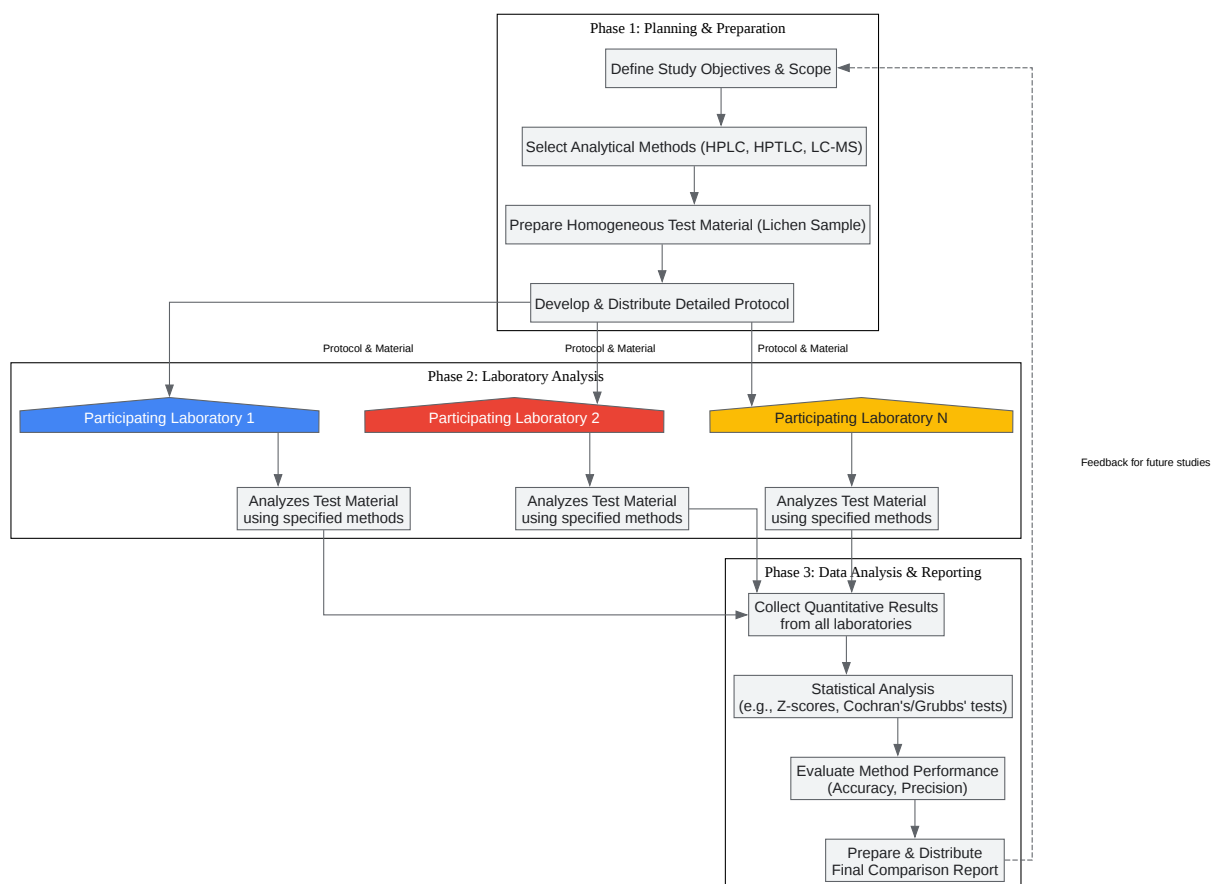 Phase 1: Planning & Preparation
Define Study Objectives & Scope
Select Analytical Methods (HPLC, HPTLC, LC-MS)
Prepare Homogeneous Test Material (Lichen Sample)
Develop & Distribute Detailed Protocol
Protocol & Material
Protocol & Material
Protocol & Material
Phase 2: Laboratory Analysis
Participating Laboratory 1
Participating Laboratory 2
Participating Laboratory N
Feedback for future studies
Analyzes Test Material
using specified methods
Analyzes Test Material
using specified methods
Analyzes Test Material
using specified methods
Phase 3: Data Analysis & Reporting
Collect Quantitative Results
from all laboratories
Statistical Analysis
(e.g., Z-scores, Cochran's/Grubbs' tests)
Evaluate Method Performance
(Accuracy, Precision)
Prepare & Distribute
Final Comparison Report